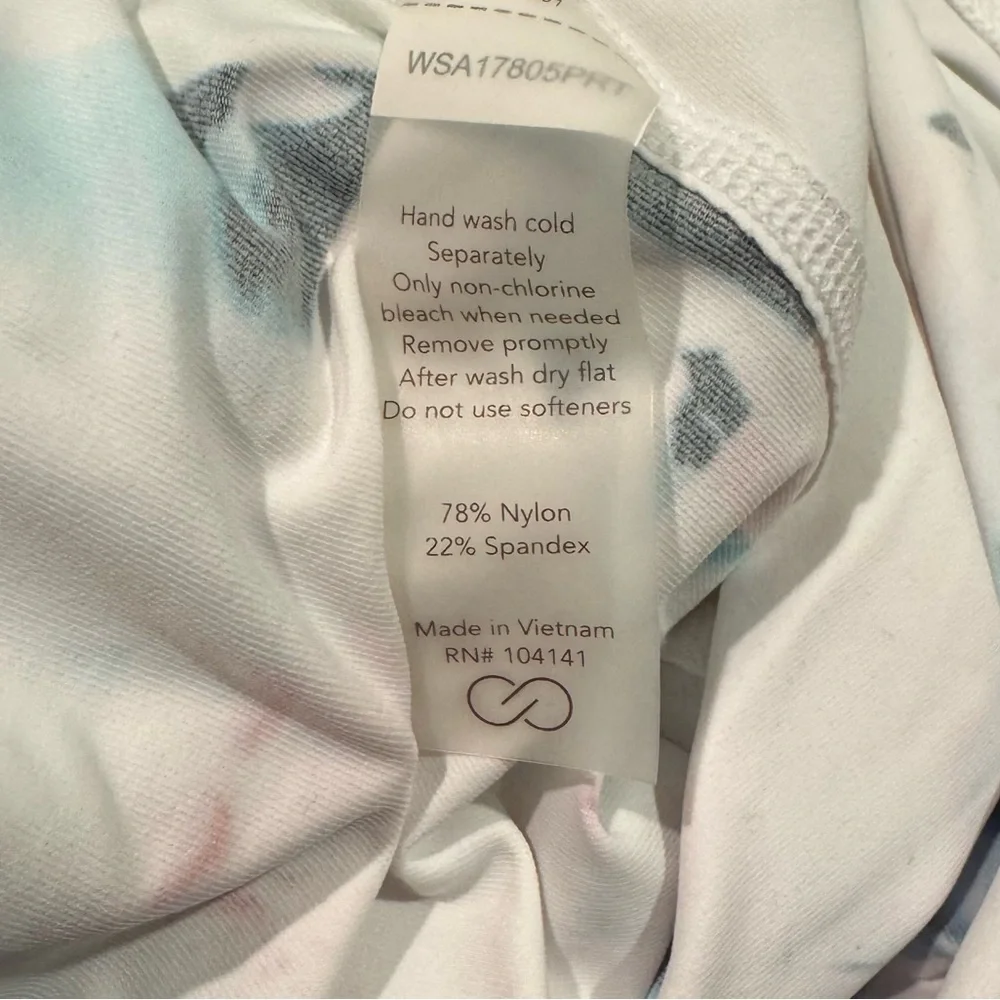 WSA17805PRT
Hand wash cold
Separately
Only non-chlorine
bleach when needed
Remove promptly
After wash dry flat
Do not use softeners
78% Nylon
22% Spandex
Made in Vietnam
RN# 104141